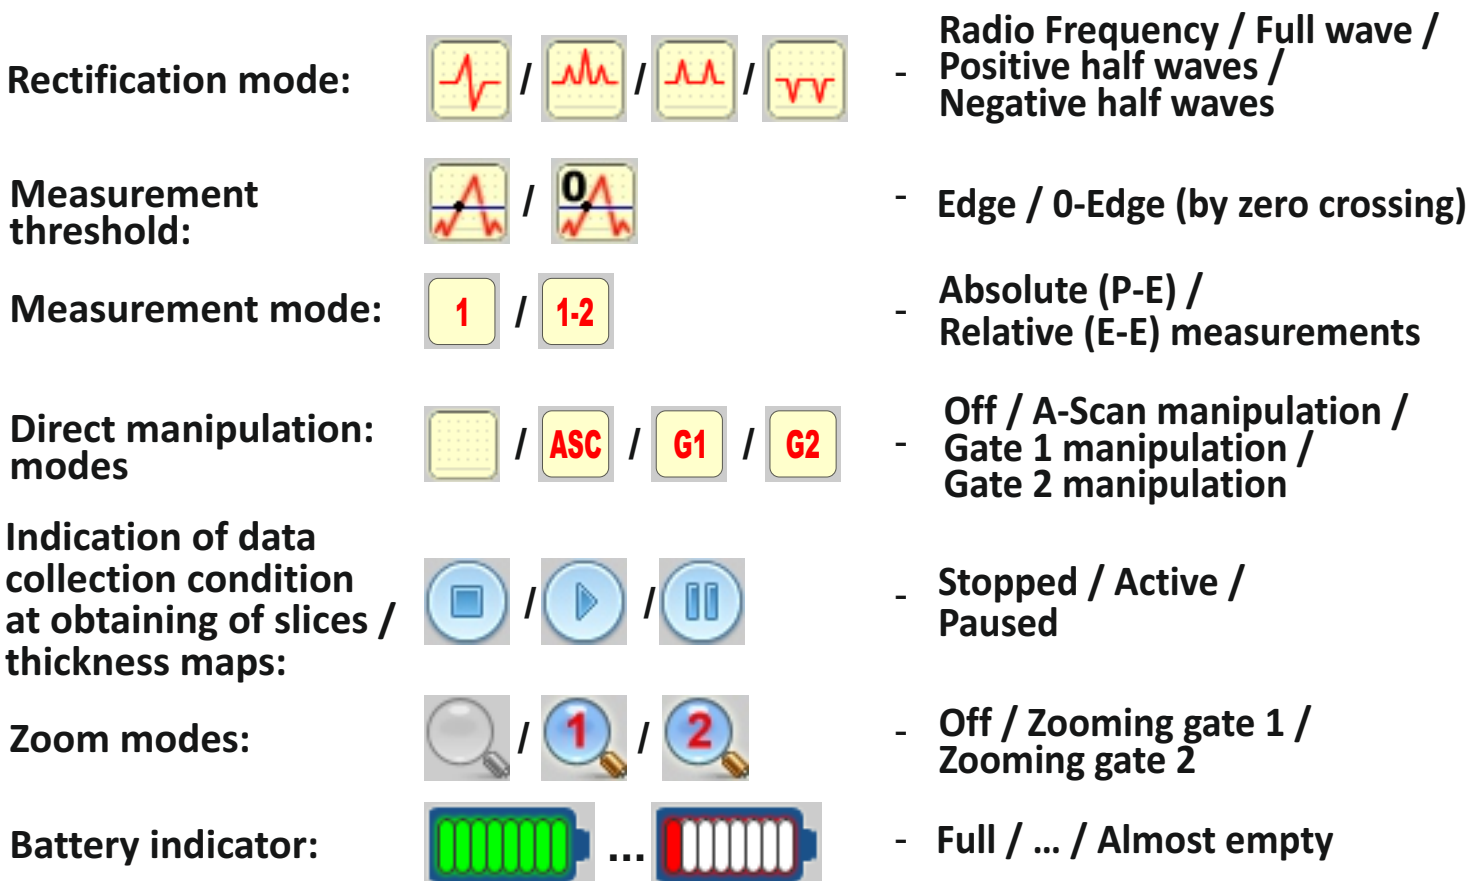 Rectification mode: / / / - Radio Frequency / Full wave /
Positive half waves /
Negative half waves
Measurement
threshold: / 0 - Edge / 0-Edge (by zero crossing)
Measurement mode: 1 / 1-2 - Absolute (P-E) /
Relative (E-E) measurements
Direct manipulation:
modes / ASC / G1 / G2 - Off / A-Scan manipulation /
Gate 1 manipulation /
Gate 2 manipulation
Indication of data
collection condition
at obtaining of slices /
thickness maps: / / - Stopped / Active /
Paused
Zoom modes: / 1 / 2 - Off / Zooming gate 1 /
Zooming gate 2
Battery indicator: ... - Full / ... / Almost empty